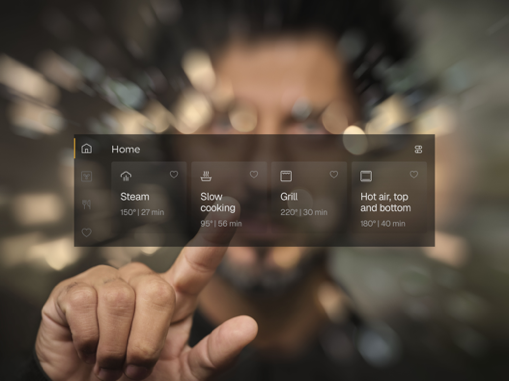 Home
Steam
150° | 27 min
Slow
cooking
95° | 56 min
Grill
220° | 30 min
Hot air, top
and bottom
180° | 40 min